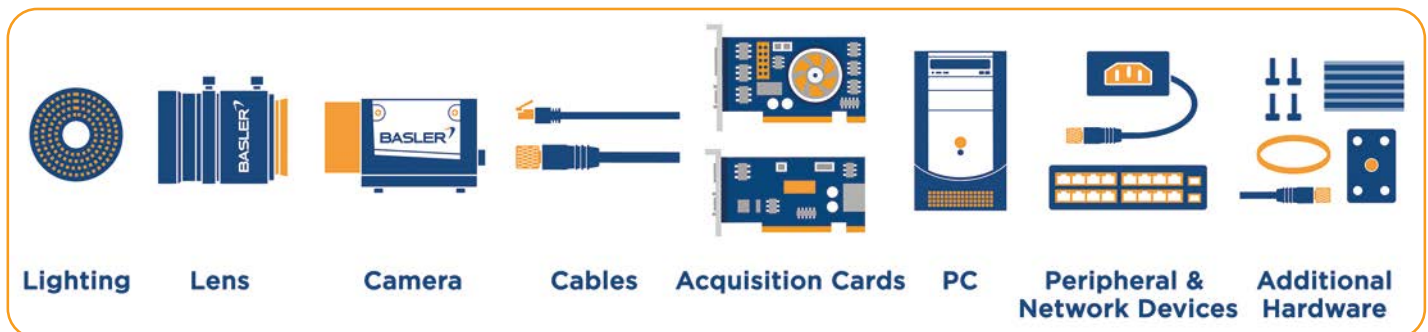 BASLER
BASLER
Lighting
Lens
Camera
Cables
Acquisition Cards
PC
Peripheral &
Network Devices
Additional
Hardware